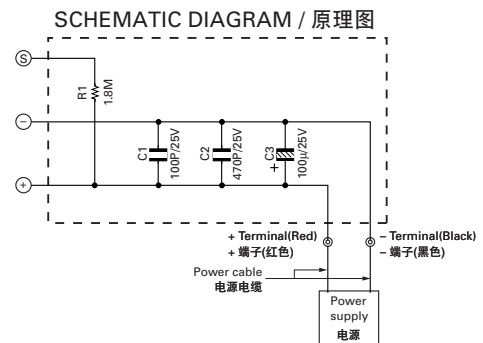 SCHEMATIC DIAGRAM / 原理图
S
R1
1.8M
−
C1
100P/25V
C2
470P/25V
C3
100µ/25V
+
+
+ Terminal(Red)
+ 端子(红色)
− Terminal(Black)
− 端子(黑色)
Power cable
电源电缆
Power
supply
电源